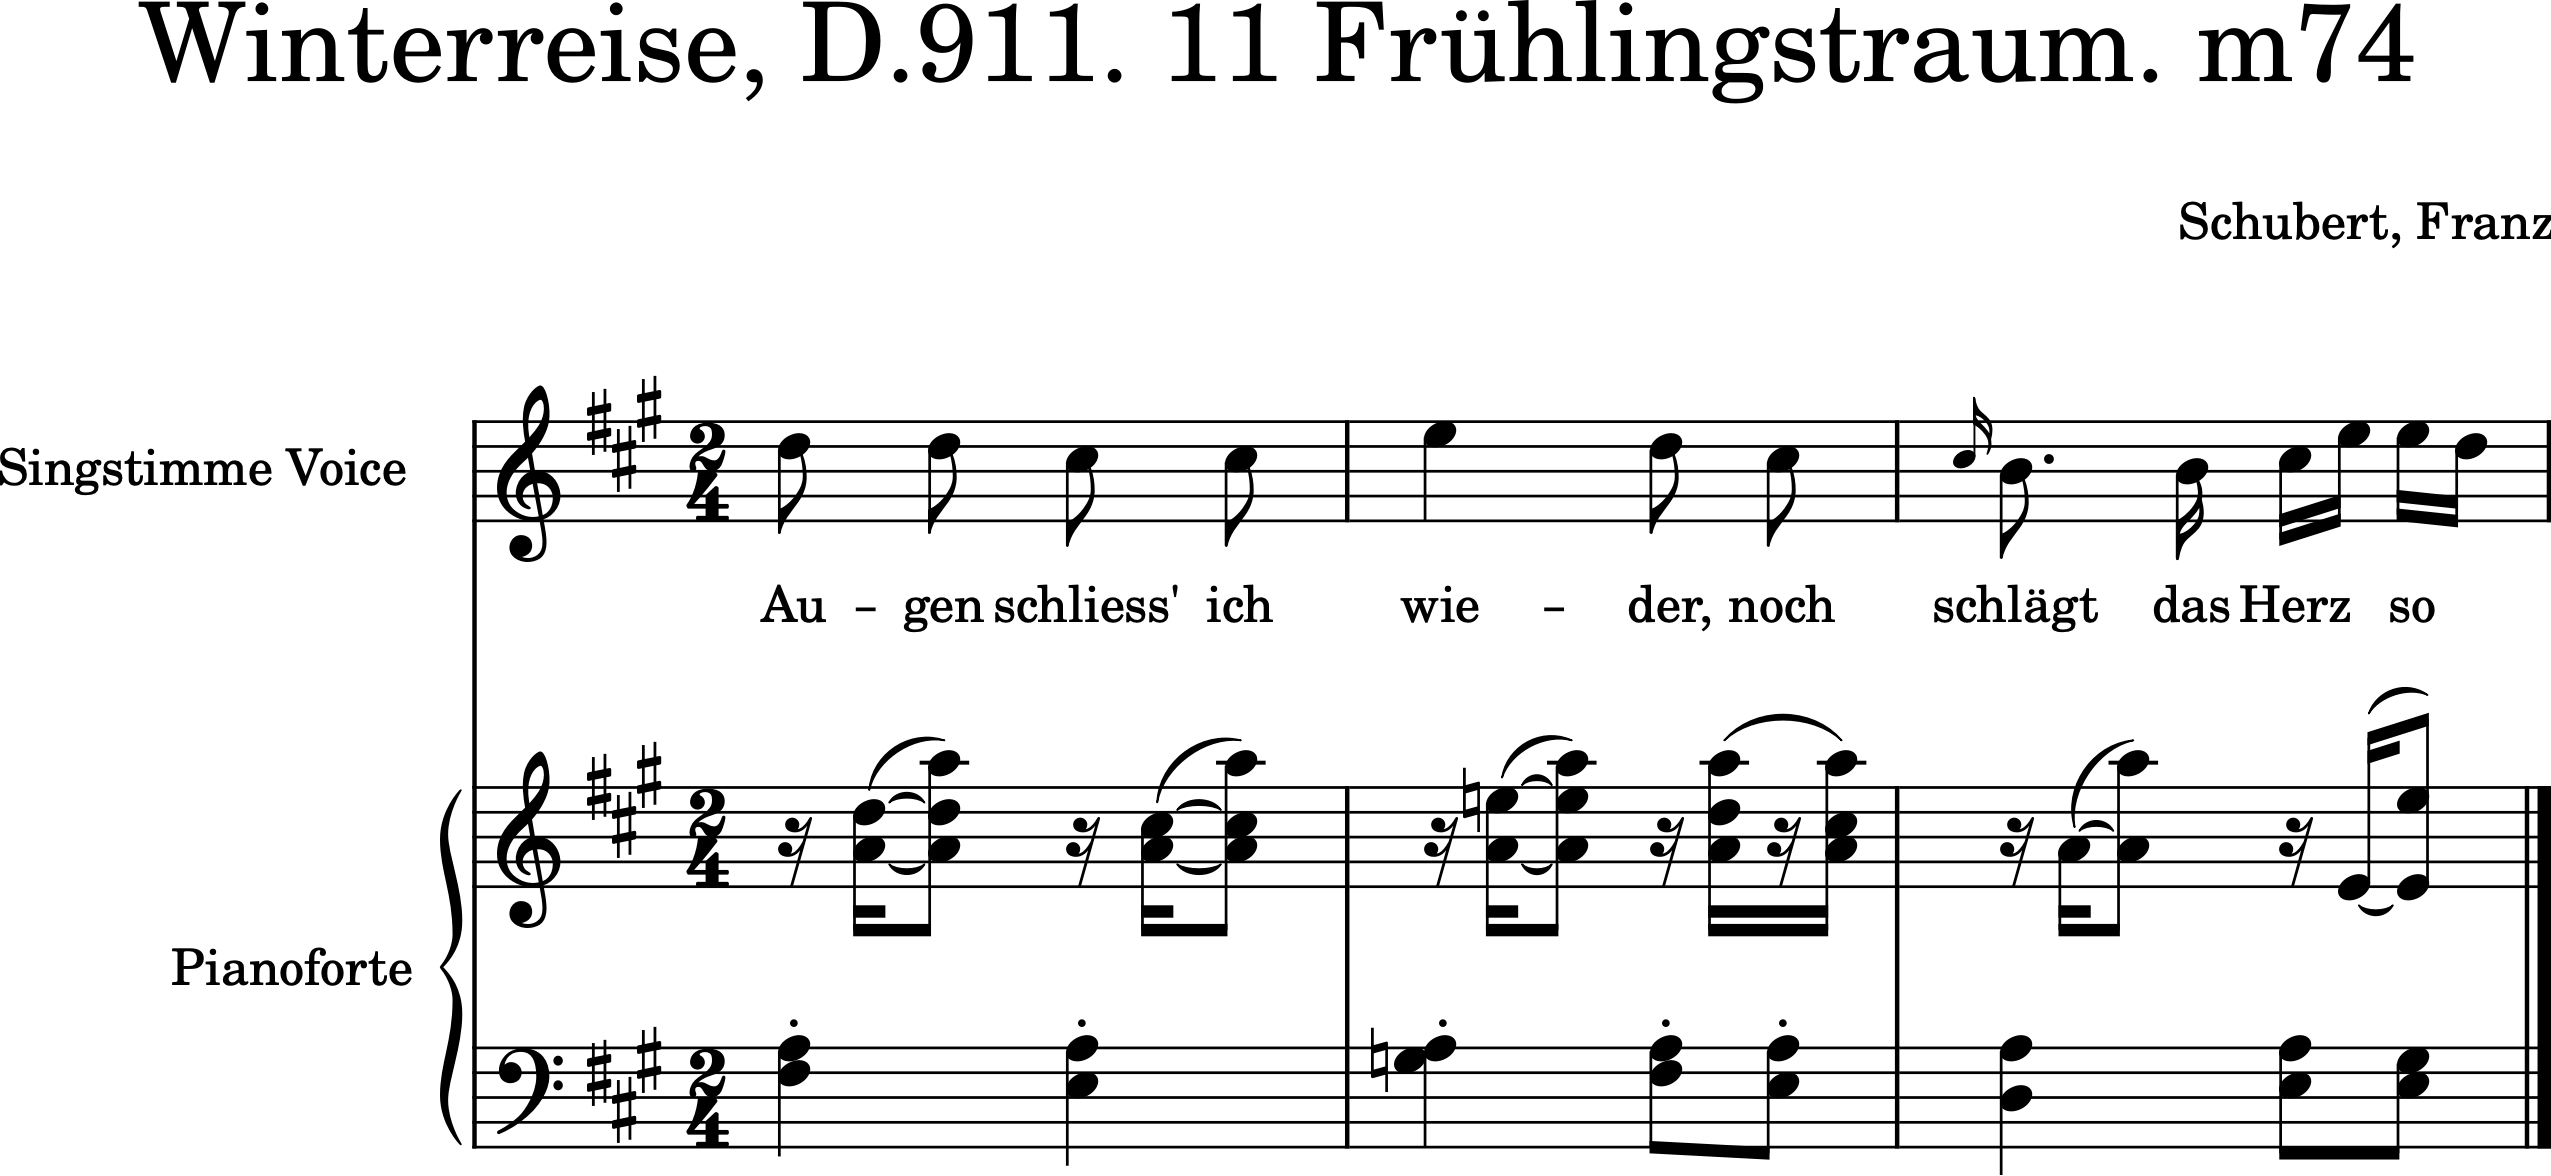 Winterreise, D.911. 11 Frühlingstraum. m74
Schubert, Franz
Singstimme Voice
Au – gen schliess' ich wie – der, noch schlägt das Herz so
Pianoforte